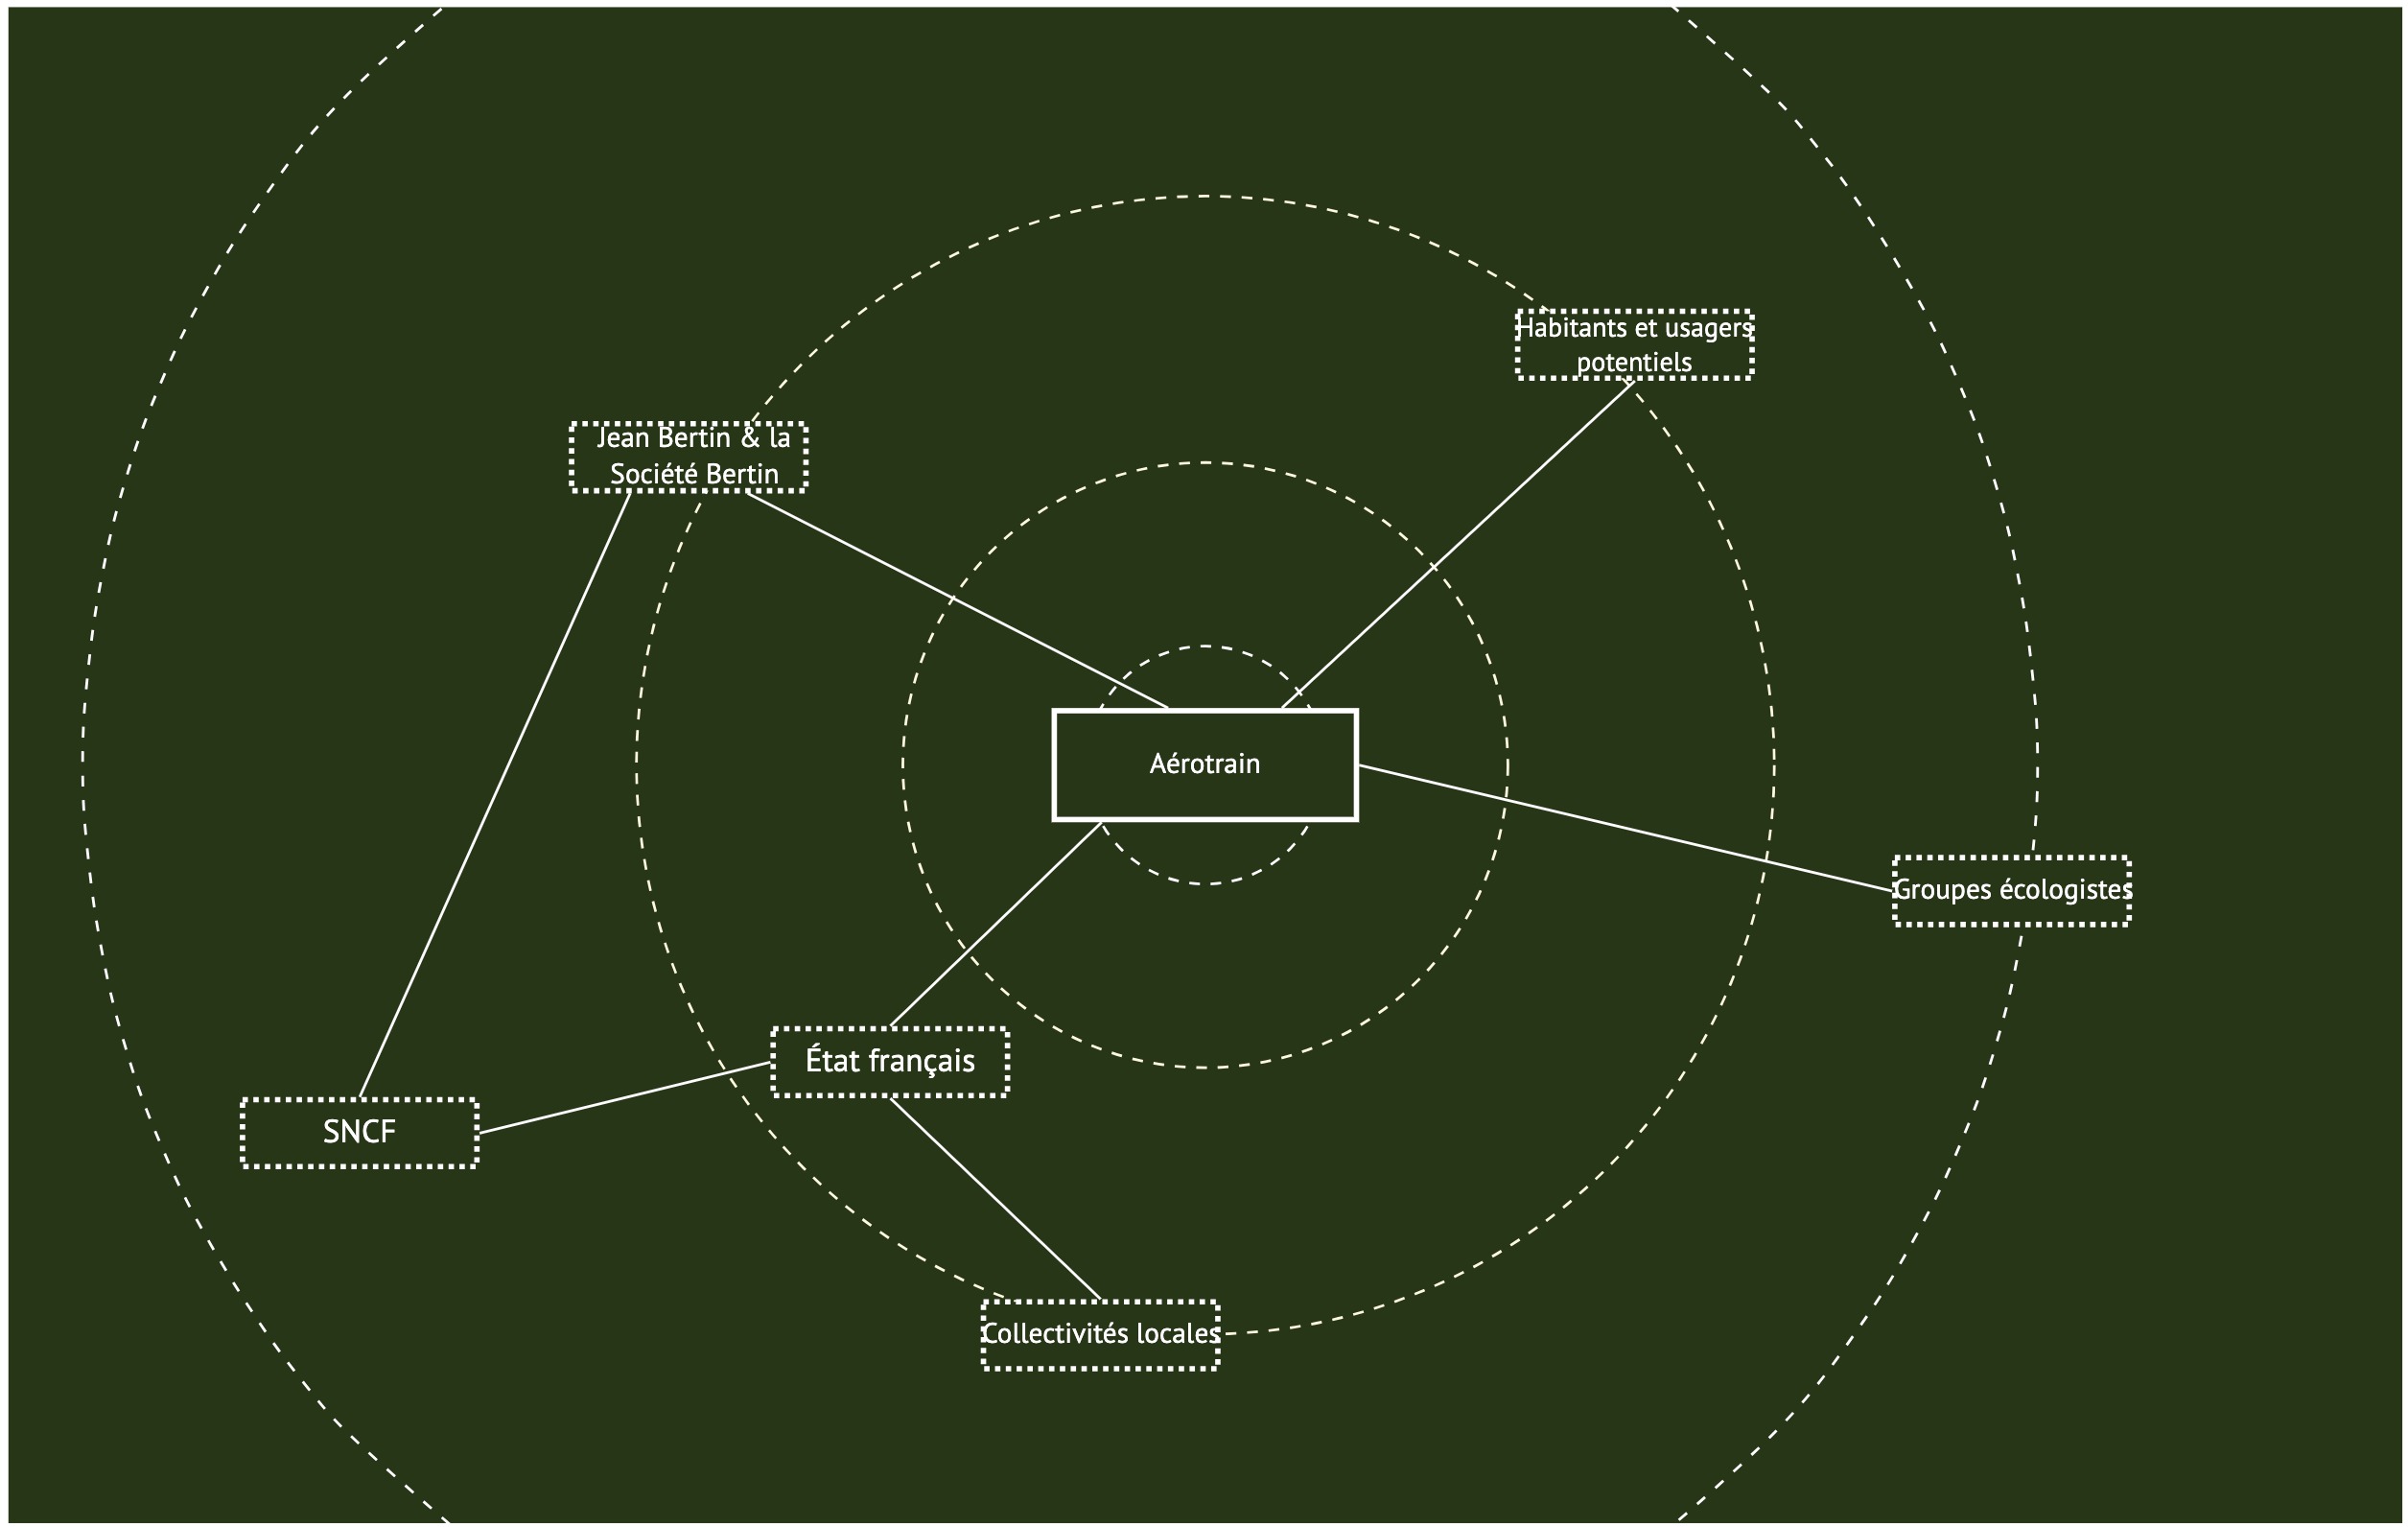 Habitants et usagers
potentiels
Jean Bertin & la
Société Bertin
Aérotrain
Groupes écologistes
État français
SNCF
Collectivités locales